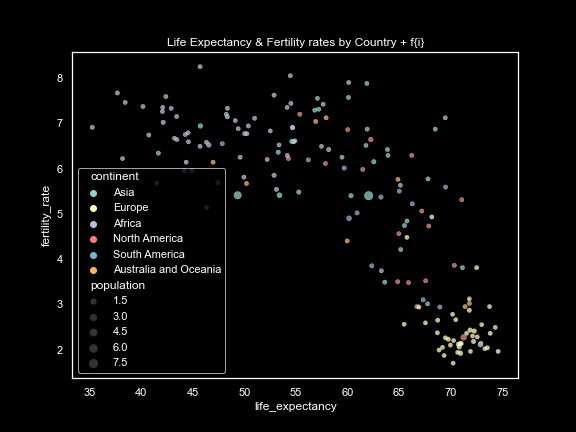 Life Expectancy & Fertility rates by Country + f{i}
fertility_rate
8
7
6
5
4
3
2
continent
Asia
Europe
Africa
North America
South America
Australia and Oceania
population
1.5
3.0
4.5
6.0
7.5
35 40 45 50 55 60 65 70 75
life_expectancy